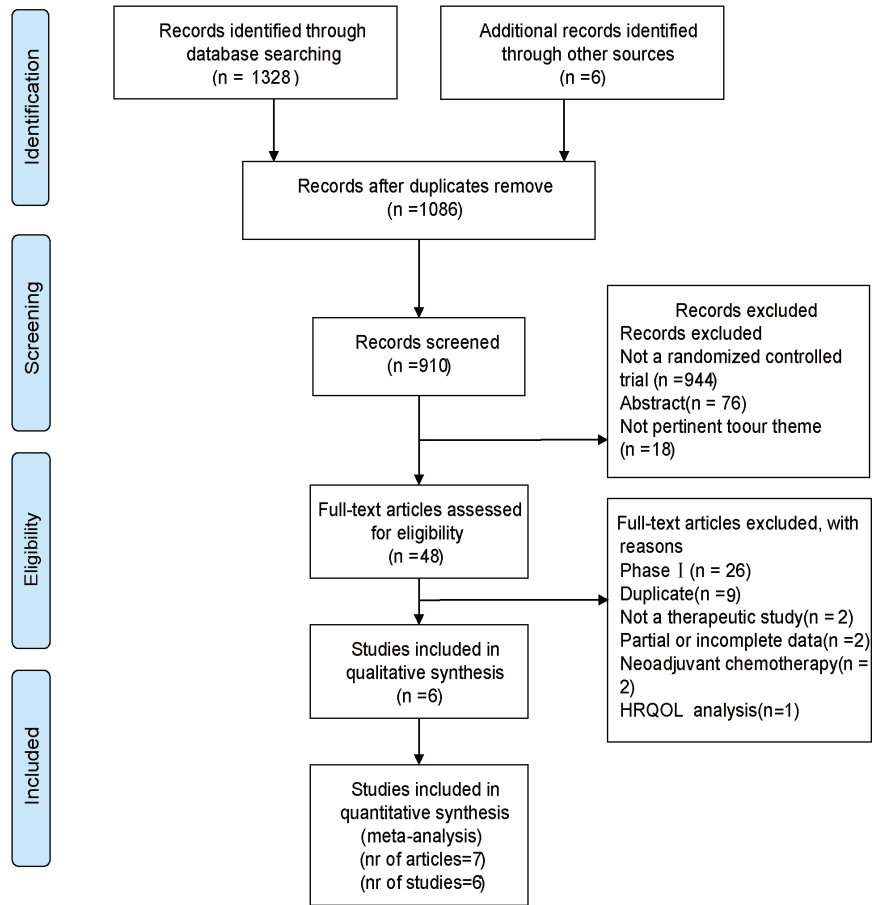 Identification
Records identified through
database searching
(n = 1328)
Additional records identified
through other sources
(n =6)
Records after duplicates remove
(n =1086)
Screening
Records screened
(n =910)
Records excluded
Records excluded
Not a randomized controlled
trial (n =944)
Abstract(n = 76)
Not pertinent toour theme
(n =18)
Eligibility
Full-text articles assessed
for eligibility
(n =48)
Full-text articles excluded, with
reasons
Phase Ⅰ (n = 26)
Duplicate(n =9)
Not a therapeutic study(n = 2)
Partial or incomplete data(n =2)
Neoadjuvant chemotherapy(n =
2)
HRQOL analysis(n=1)
Studies included in
qualitative synthesis
(n =6)
Included
Studies included in
quantitative synthesis
(meta-analysis)
(nr of articles=7)
(nr of studies=6)